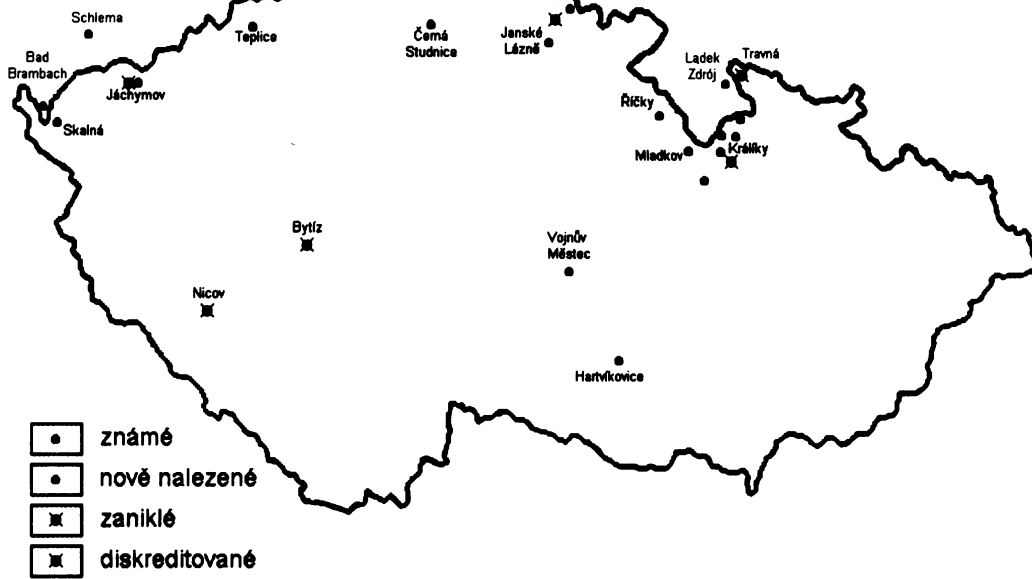 Schlema
Teplice
Černá
Studnice
Janské
Lázně
Lądek
Zdrój
Travná
Bad
Brambach
Jáchymov
Skalná
Říčky
Mladkov
Králíky
Bytíz
Vojnův
Městec
Nicov
Hartvíkovice
známé
nově nalezené
zaniklé
diskreditované